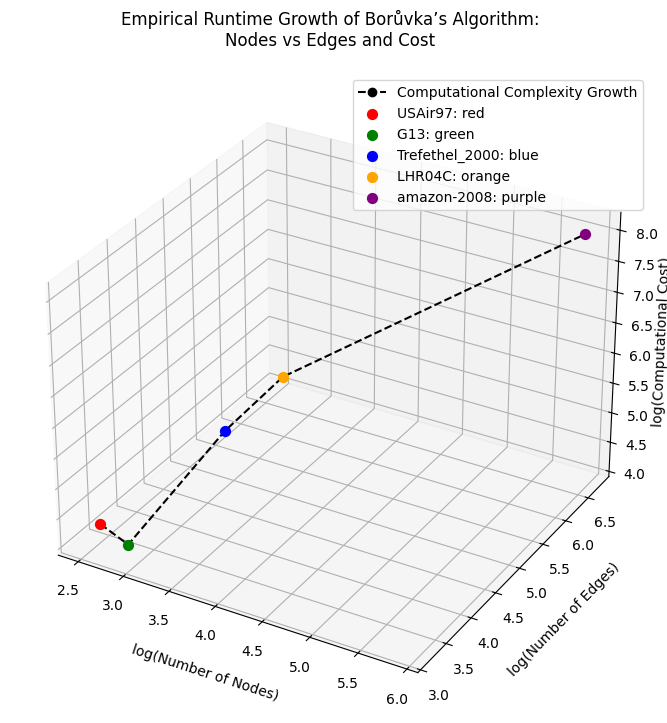 Empirical Runtime Growth of Borůvka’s Algorithm:
Nodes vs Edges and Cost
Computational Complexity Growth
USAir97: red
G13: green
Trefethel_2000: blue
LHR04C: orange
amazon-2008: purple
8.0
7.5
7.0
6.5
6.0
5.5
5.0
4.5
4.0
log(Computational Cost)
6.5
6.0
5.5
5.0
4.5
4.0
3.5
3.0
log(Number of Edges)
2.5
3.0
3.5
4.0
4.5
5.0
5.5
6.0
log(Number of Nodes)